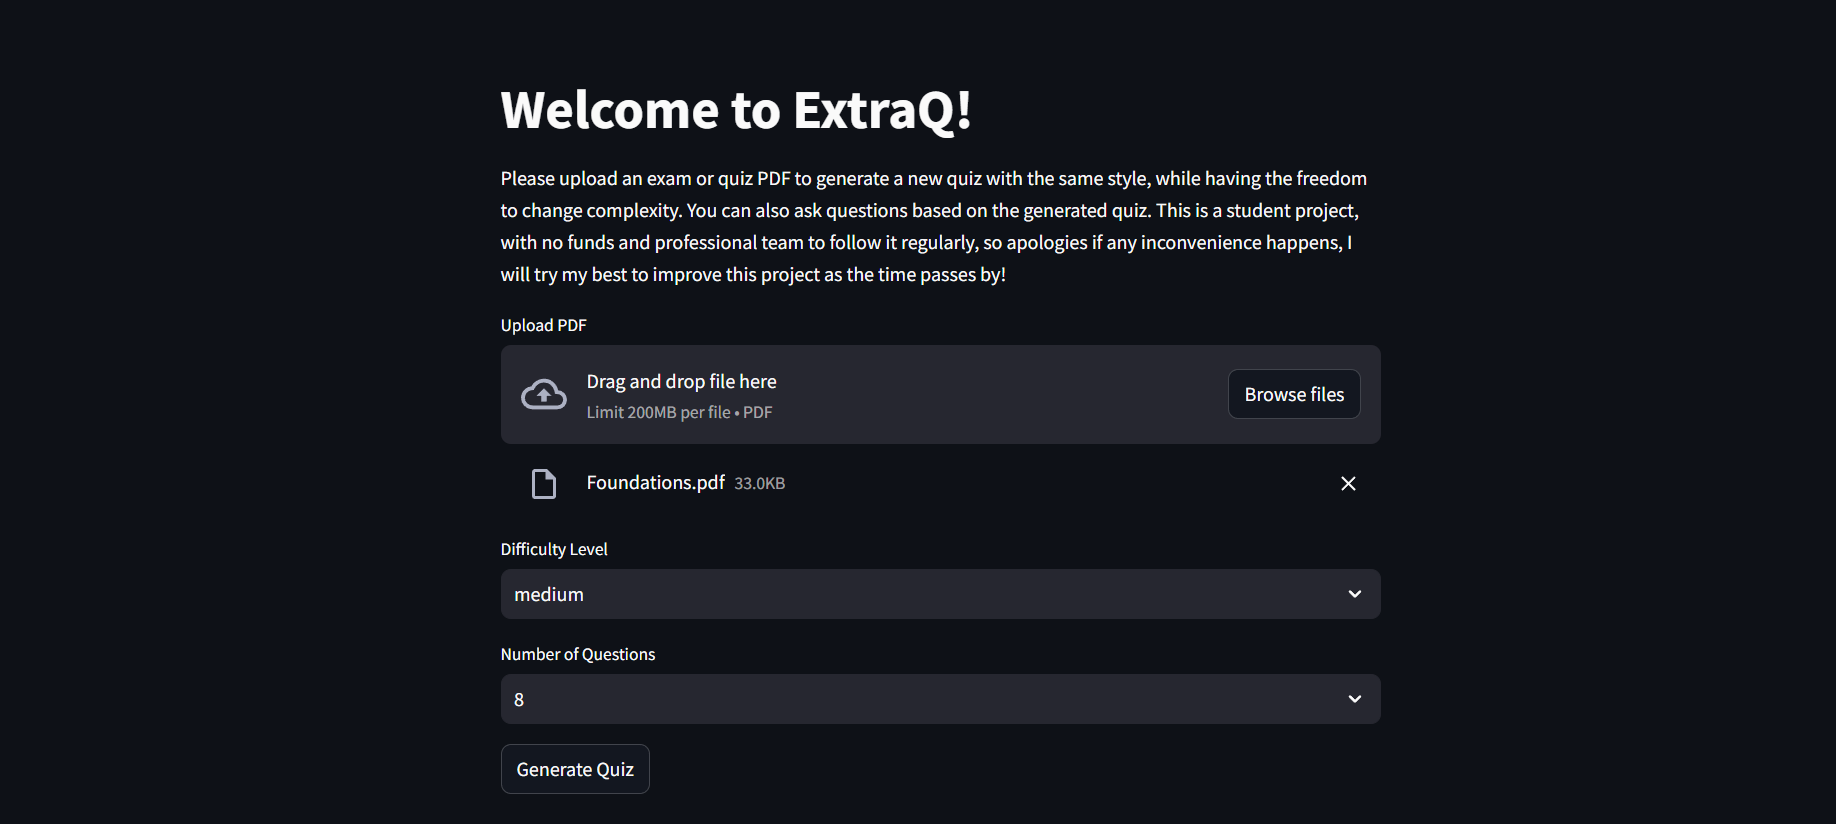 Welcome to ExtraQ!
Please upload an exam or quiz PDF to generate a new quiz with the same style, while having the freedom
to change complexity. You can also ask questions based on the generated quiz. This is a student project,
with no funds and professional team to follow it regularly, so apologies if any inconvenience happens, I
will try my best to improve this project as the time passes by!
Upload PDF
Drag and drop file here
Limit 200MB per file • PDF
Browse files
Foundations.pdf 33.0KB
Difficulty Level
medium
Number of Questions
8
Generate Quiz